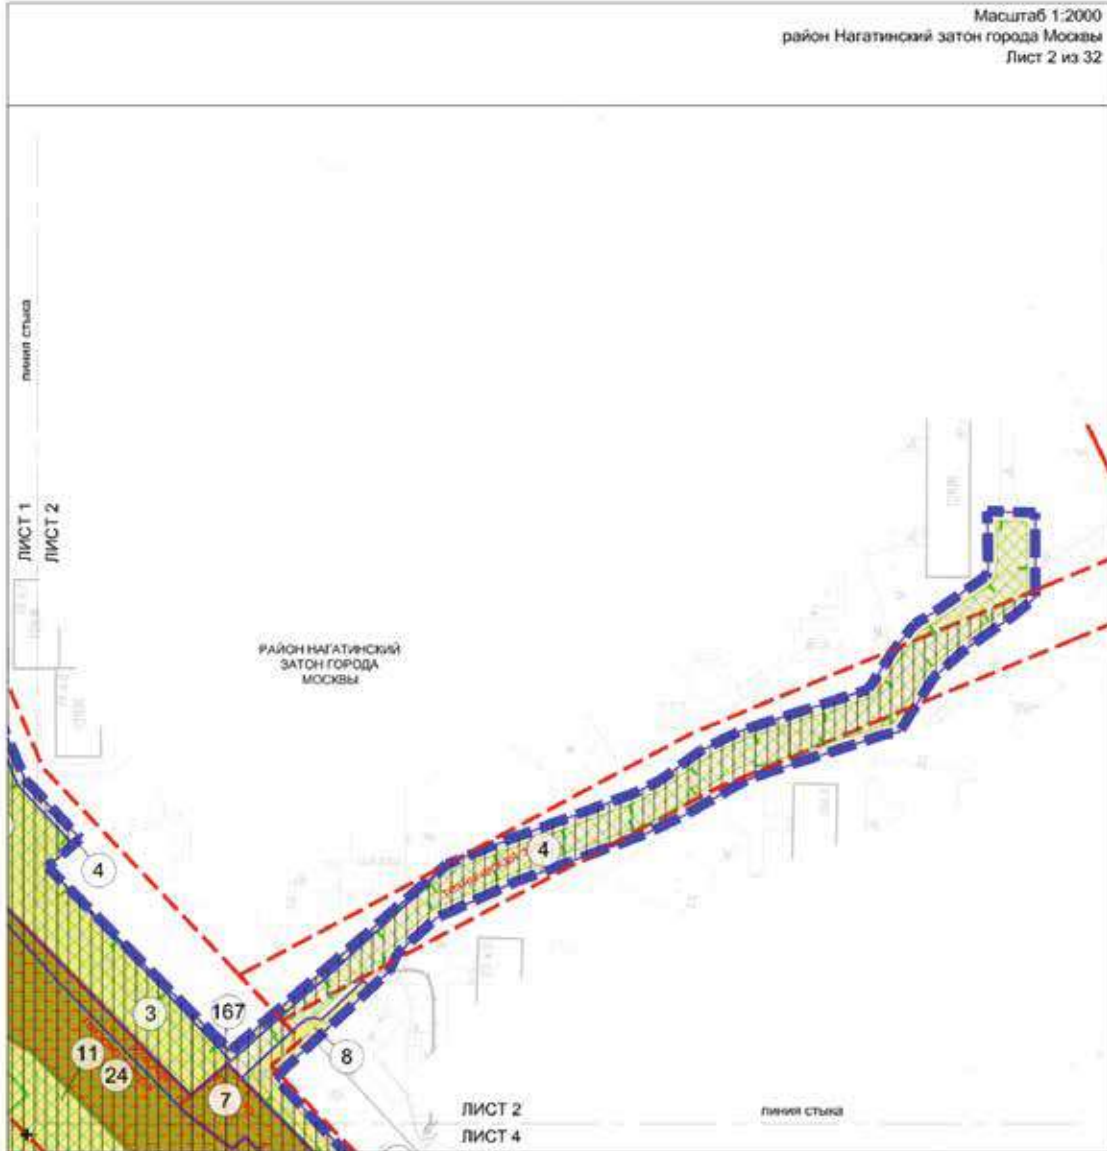 Масштаб 1:2000
район Нагатинский затон города Москвы
Лист 2 из 32
линия стыка
ЛИСТ 1
ЛИСТ 2
РАЙОН НАГАТИНСКИЙ
ЗАТОН ГОРОДА
МОСКВЫ
4
4
3
167
11
24
7
8
ЛИСТ 2
линия стыка
ЛИСТ 4